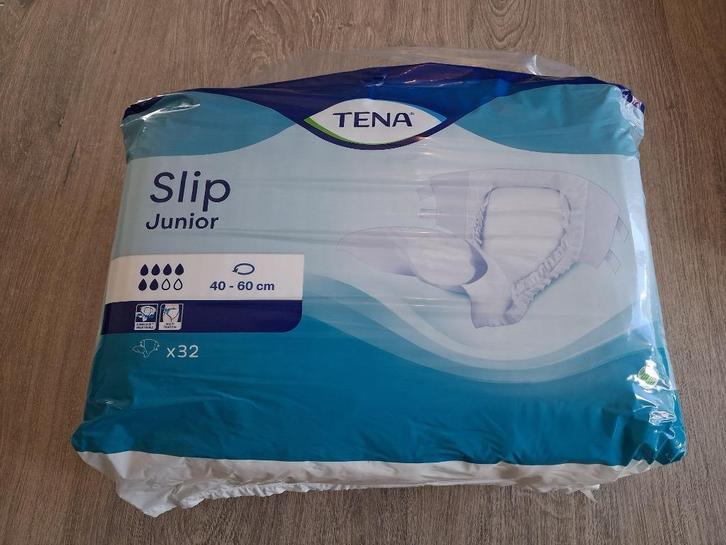 TENA
Slip
Junior
40 - 60 cm
x32